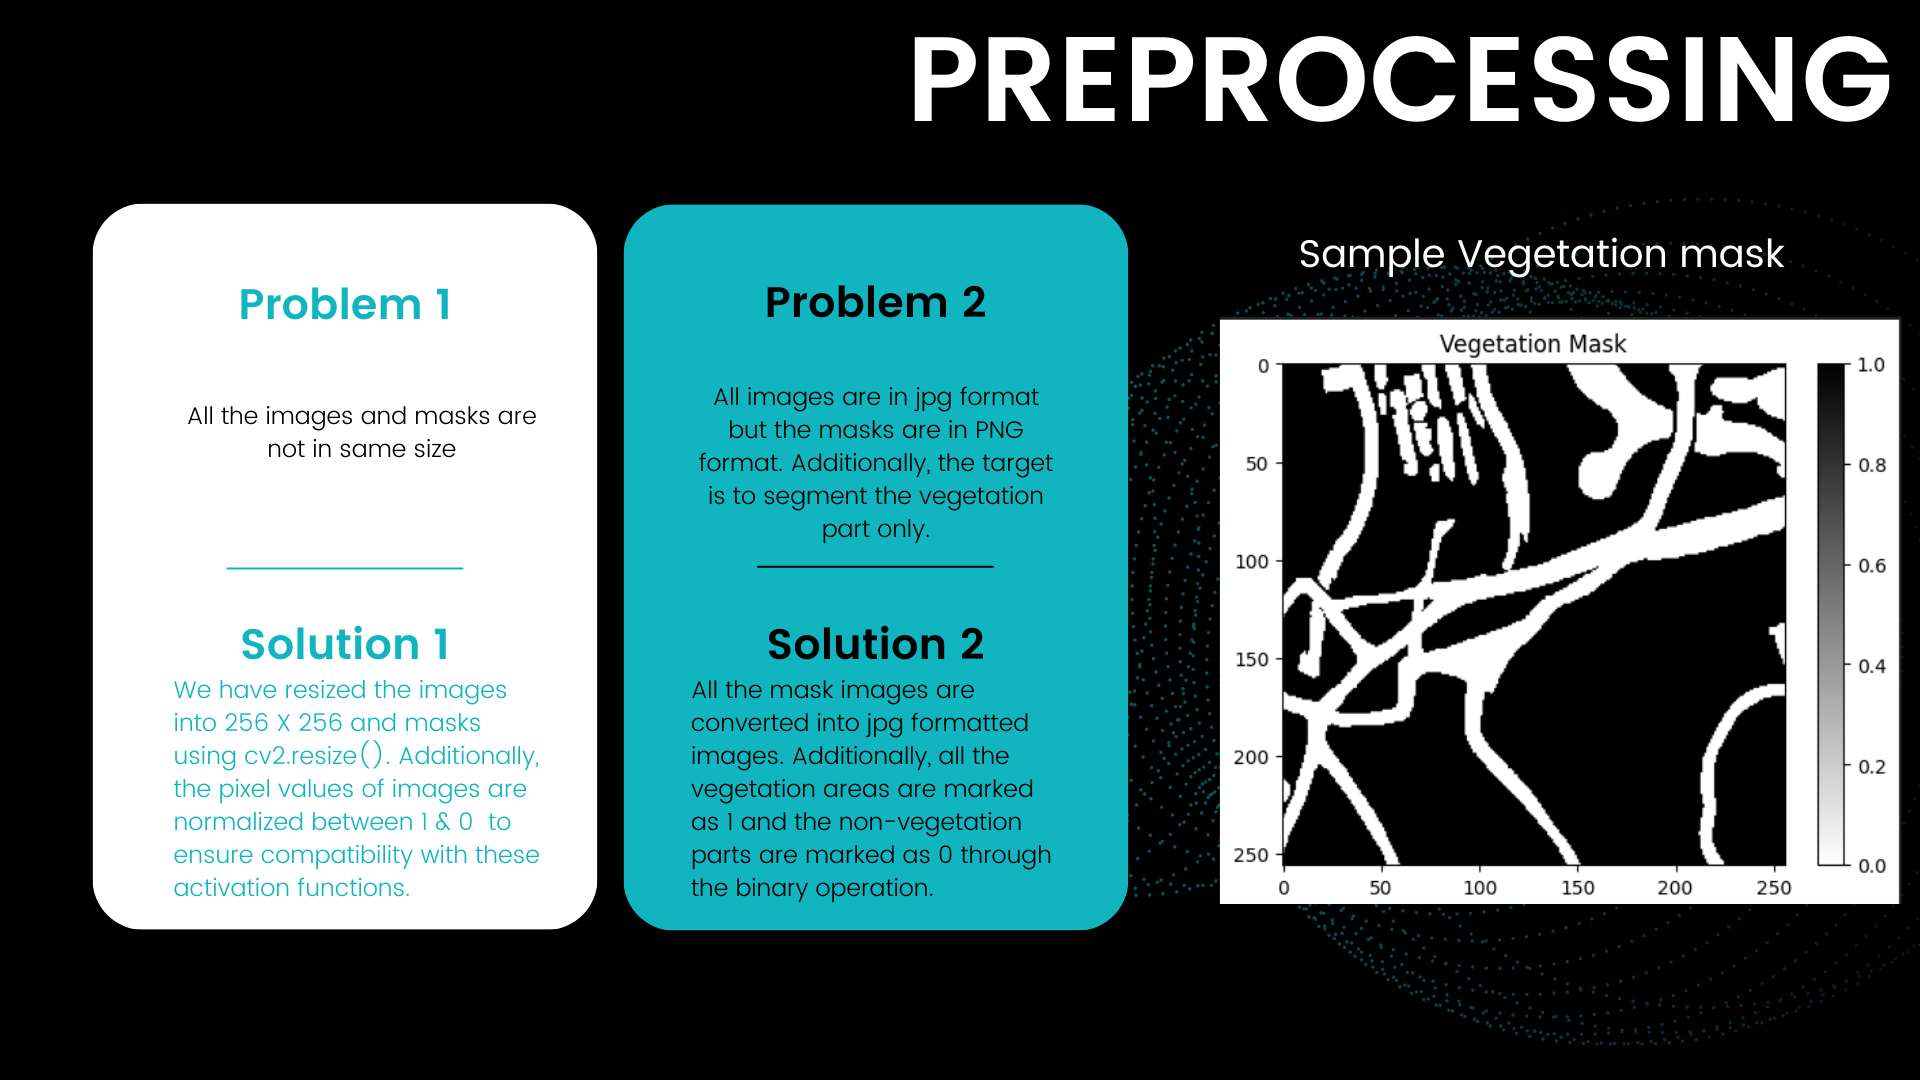 PREPROCESSING
Problem 1
All the images and masks are
not in same size
Solution 1
We have resized the images
into 256 X 256 and masks
using cv2.resize(). Additionally,
the pixel values of images are
normalized between 1 & 0 to
ensure compatibility with these
activation functions.
Problem 2
All images are in jpg format
but the masks are in PNG
format. Additionally, the target
is to segment the vegetation
part only.
Solution 2
All the mask images are
converted into jpg formatted
images. Additionally, all the
vegetation areas are marked
as 1 and the non-vegetation
parts are marked as 0 through
the binary operation.
Sample Vegetation mask
Vegetation Mask
0
50
100
150
200
250
0 50 100 150 200 250
1.0
0.8
0.6
0.4
0.2
0.0